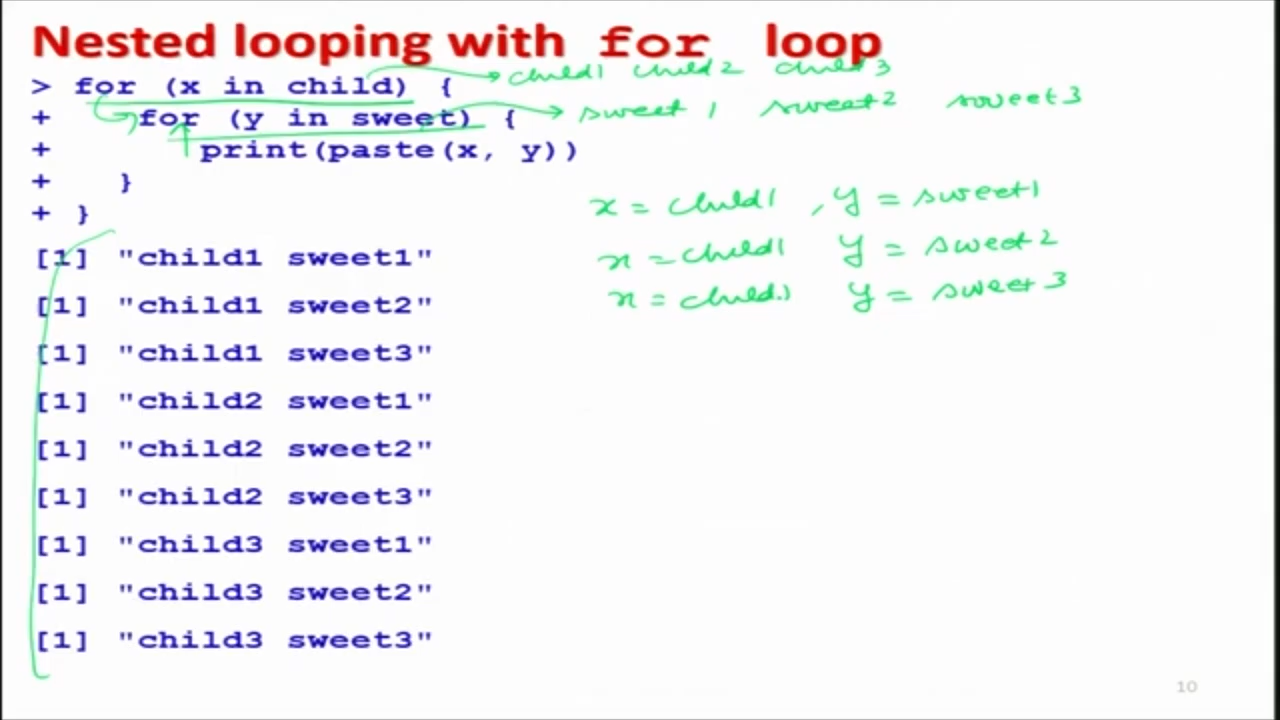 Nested looping with for loop
> for (x in child) { child1 child2 child3
+ for (y in sweet) { sweet1 sweet2 sweet3
+ print(paste(x, y))
+ }
+ }
x = child1 , y = sweet1
x = child1 y = sweet2
x = child1 y = sweet3
[1] "child1 sweet1"
[1] "child1 sweet2"
[1] "child1 sweet3"
[1] "child2 sweet1"
[1] "child2 sweet2"
[1] "child2 sweet3"
[1] "child3 sweet1"
[1] "child3 sweet2"
[1] "child3 sweet3"
10